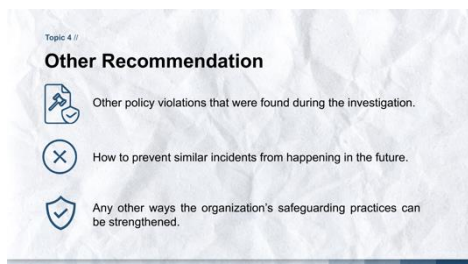 Topic 4 //
Other Recommendation
Other policy violations that were found during the investigation.
How to prevent similar incidents from happening in the future.
Any other ways the organization's safeguarding practices can
be strengthened.